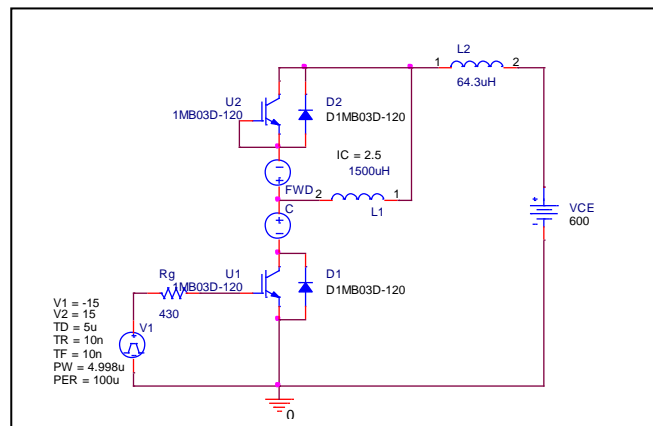 L2
1
2
64.3uH
U2
1MB03D-120
D2
D1MB03D-120
IC = 2.5
1500uH
FWD
2
1
L1
C
VCE
600
Rg
430
U1
1MB03D-120
D1
D1MB03D-120
V1 = -15
V2 = 15
TD = 5u
TR = 10n
TF = 10n
PW = 4.998u
PER = 100u
V1
0